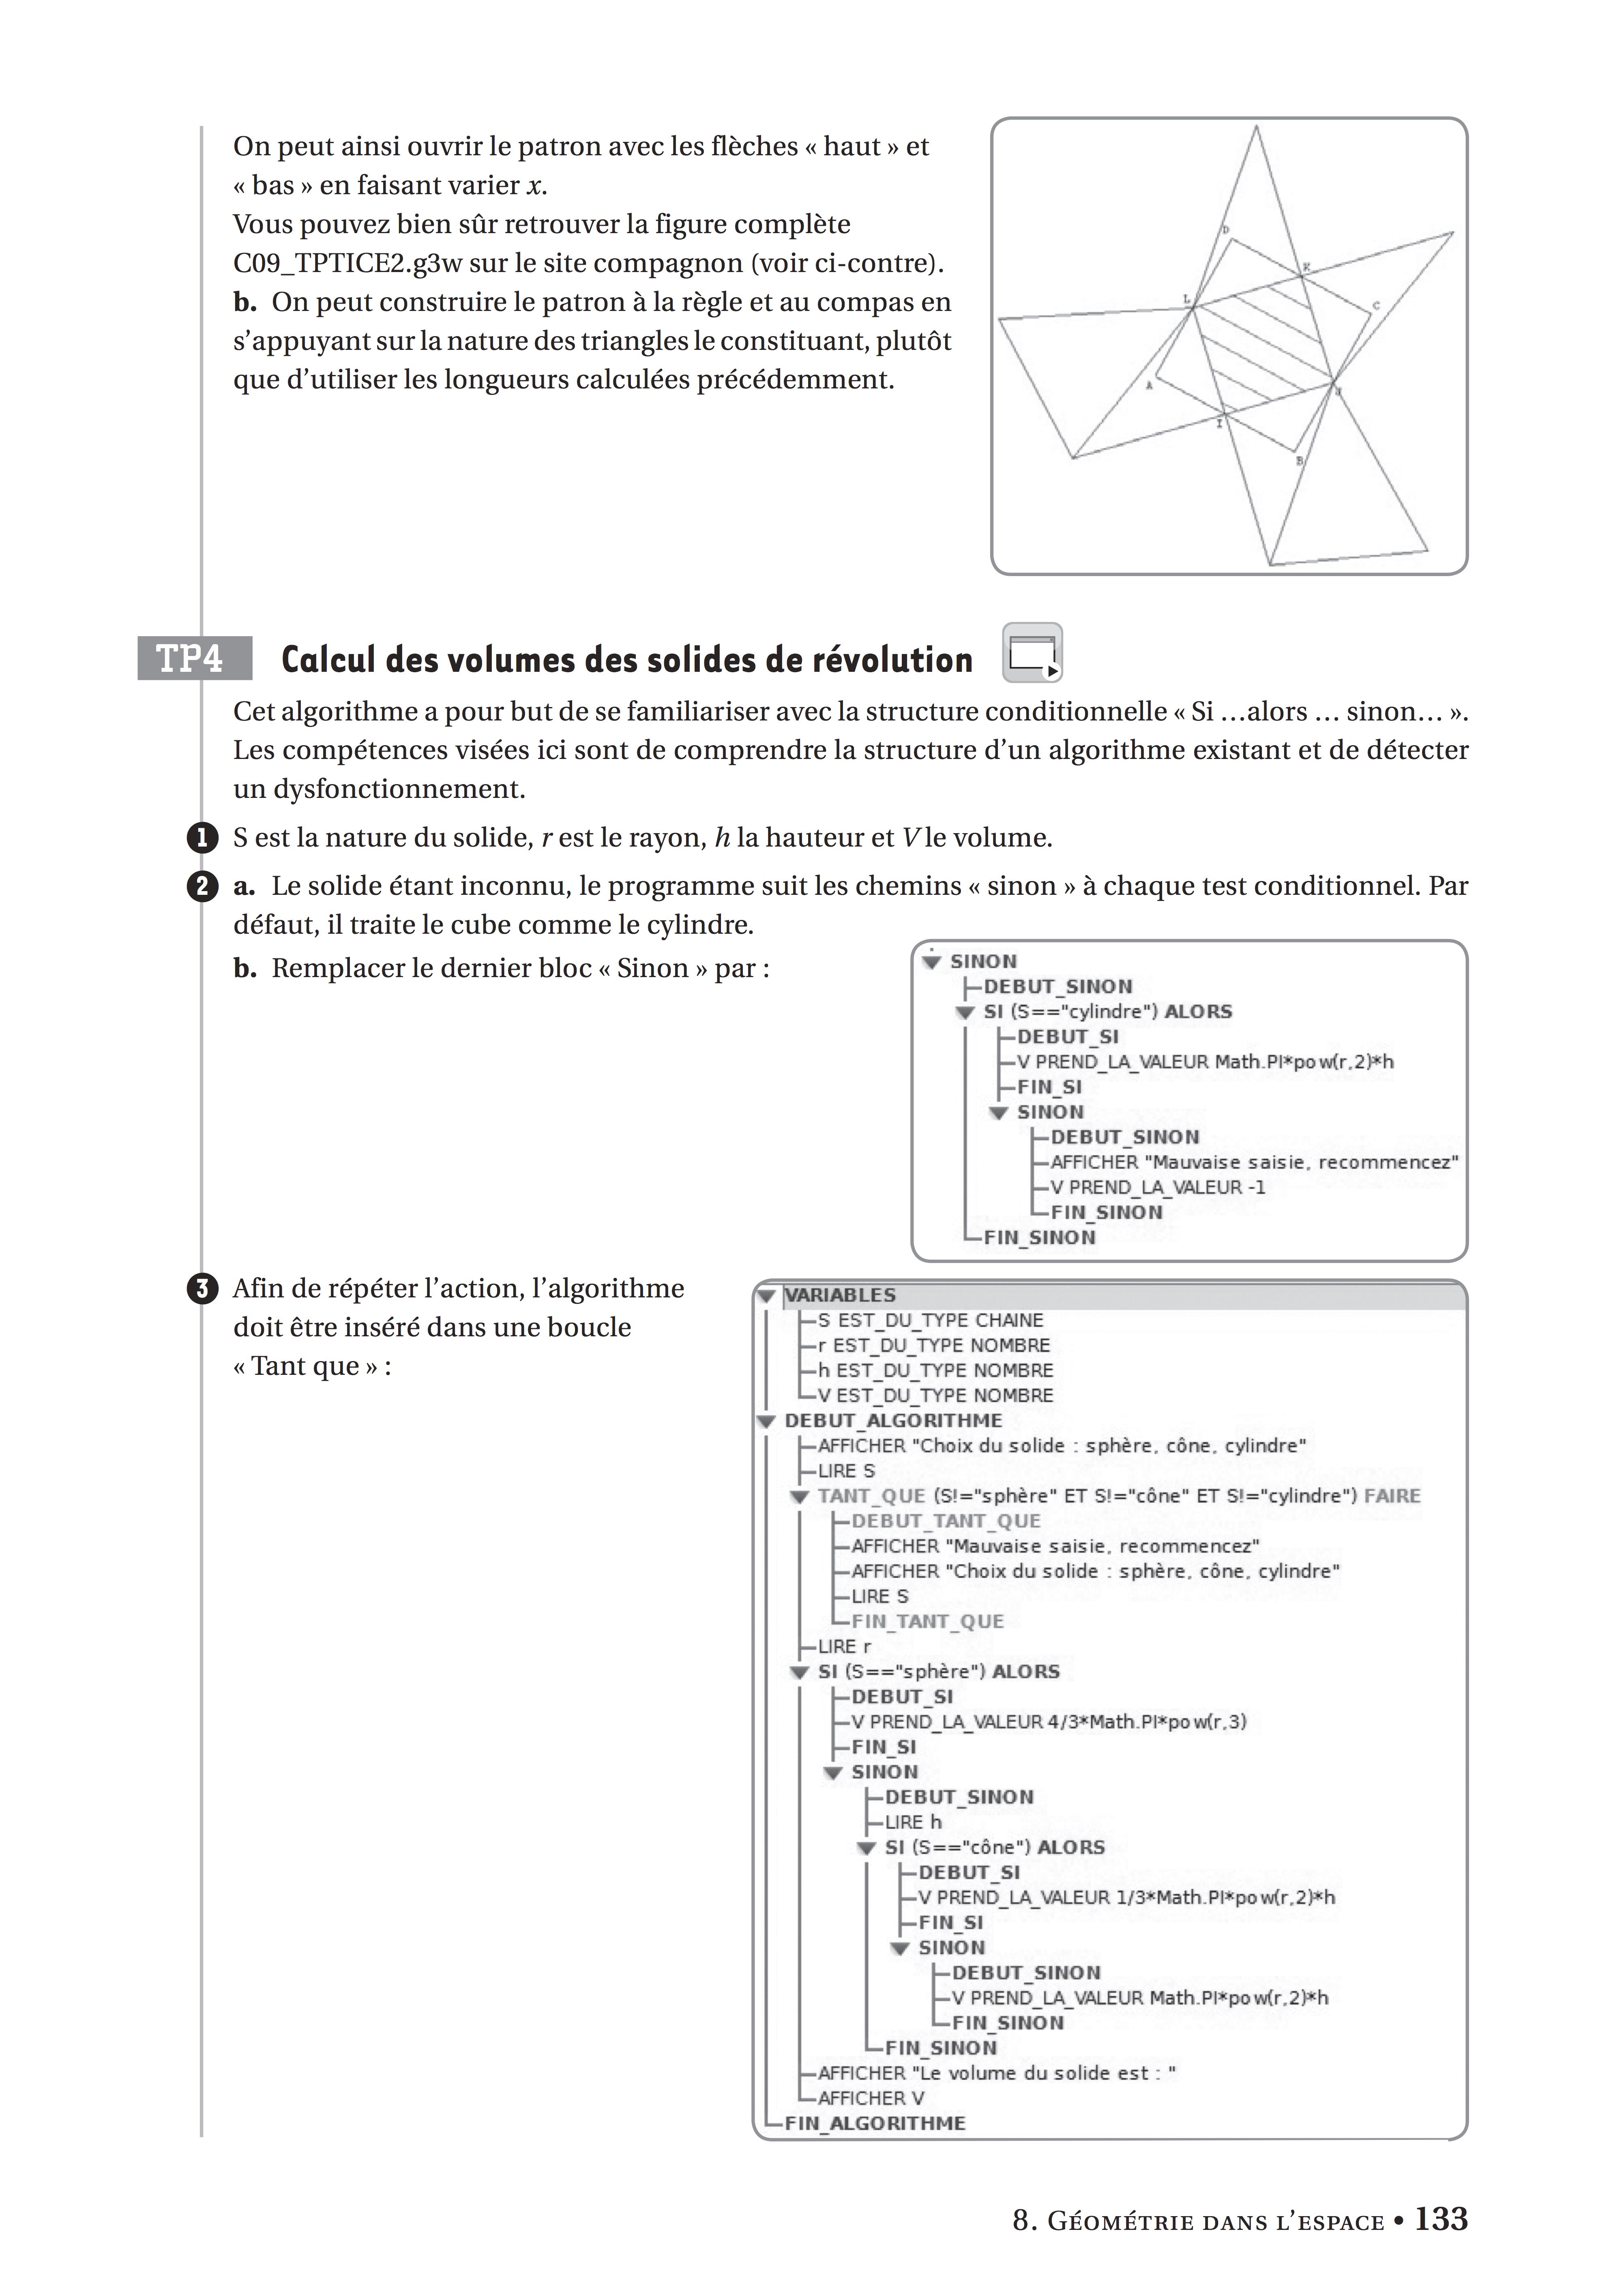 On peut ainsi ouvrir le patron avec les flèches « haut » et
« bas » en faisant varier x.
Vous pouvez bien sûr retrouver la figure complète
C09_TPTICE2.g3w sur le site compagnon (voir ci-contre).
b. On peut construire le patron à la règle et au compas en
s’appuyant sur la nature des triangles le constituant, plutôt
que d’utiliser les longueurs calculées précédemment.
D
K
L
C
A
J
I
B
TP4 Calcul des volumes des solides de révolution
Cet algorithme a pour but de se familiariser avec la structure conditionnelle « Si …alors … sinon… ».
Les compétences visées ici sont de comprendre la structure d’un algorithme existant et de détecter
un dysfonctionnement.
1 S est la nature du solide, r est le rayon, h la hauteur et V le volume.
2 a. Le solide étant inconnu, le programme suit les chemins « sinon » à chaque test conditionnel. Par
défaut, il traite le cube comme le cylindre.
b. Remplacer le dernier bloc « Sinon » par :
SINON
DEBUT_SINON
SI (S=="cylindre") ALORS
DEBUT_SI
V PREND_LA_VALEUR Math.PI*pow(r,2)*h
FIN_SI
SINON
DEBUT_SINON
AFFICHER "Mauvaise saisie, recommencez"
V PREND_LA_VALEUR -1
FIN_SINON
FIN_SINON
3 Afin de répéter l’action, l’algorithme
doit être inséré dans une boucle
« Tant que » :
VARIABLES
S EST_DU_TYPE CHAINE
r EST_DU_TYPE NOMBRE
h EST_DU_TYPE NOMBRE
V EST_DU_TYPE NOMBRE
DEBUT_ALGORITHME
AFFICHER "Choix du solide : sphère, cône, cylindre"
LIRE S
TANT_QUE (S!="sphère" ET S!="cône" ET S!="cylindre") FAIRE
DEBUT_TANT_QUE
AFFICHER "Mauvaise saisie, recommencez"
AFFICHER "Choix du solide : sphère, cône, cylindre"
LIRE S
FIN_TANT_QUE
LIRE r
SI (S=="sphère") ALORS
DEBUT_SI
V PREND_LA_VALEUR 4/3*Math.PI*pow(r,3)
FIN_SI
SINON
DEBUT_SINON
LIRE h
SI (S=="cône") ALORS
DEBUT_SI
V PREND_LA_VALEUR 1/3*Math.PI*pow(r,2)*h
FIN_SI
SINON
DEBUT_SINON
V PREND_LA_VALEUR Math.PI*pow(r,2)*h
FIN_SINON
FIN_SINON
AFFICHER "Le volume du solide est : "
AFFICHER V
FIN_ALGORITHME
8. Géométrie dans l’espace • 133